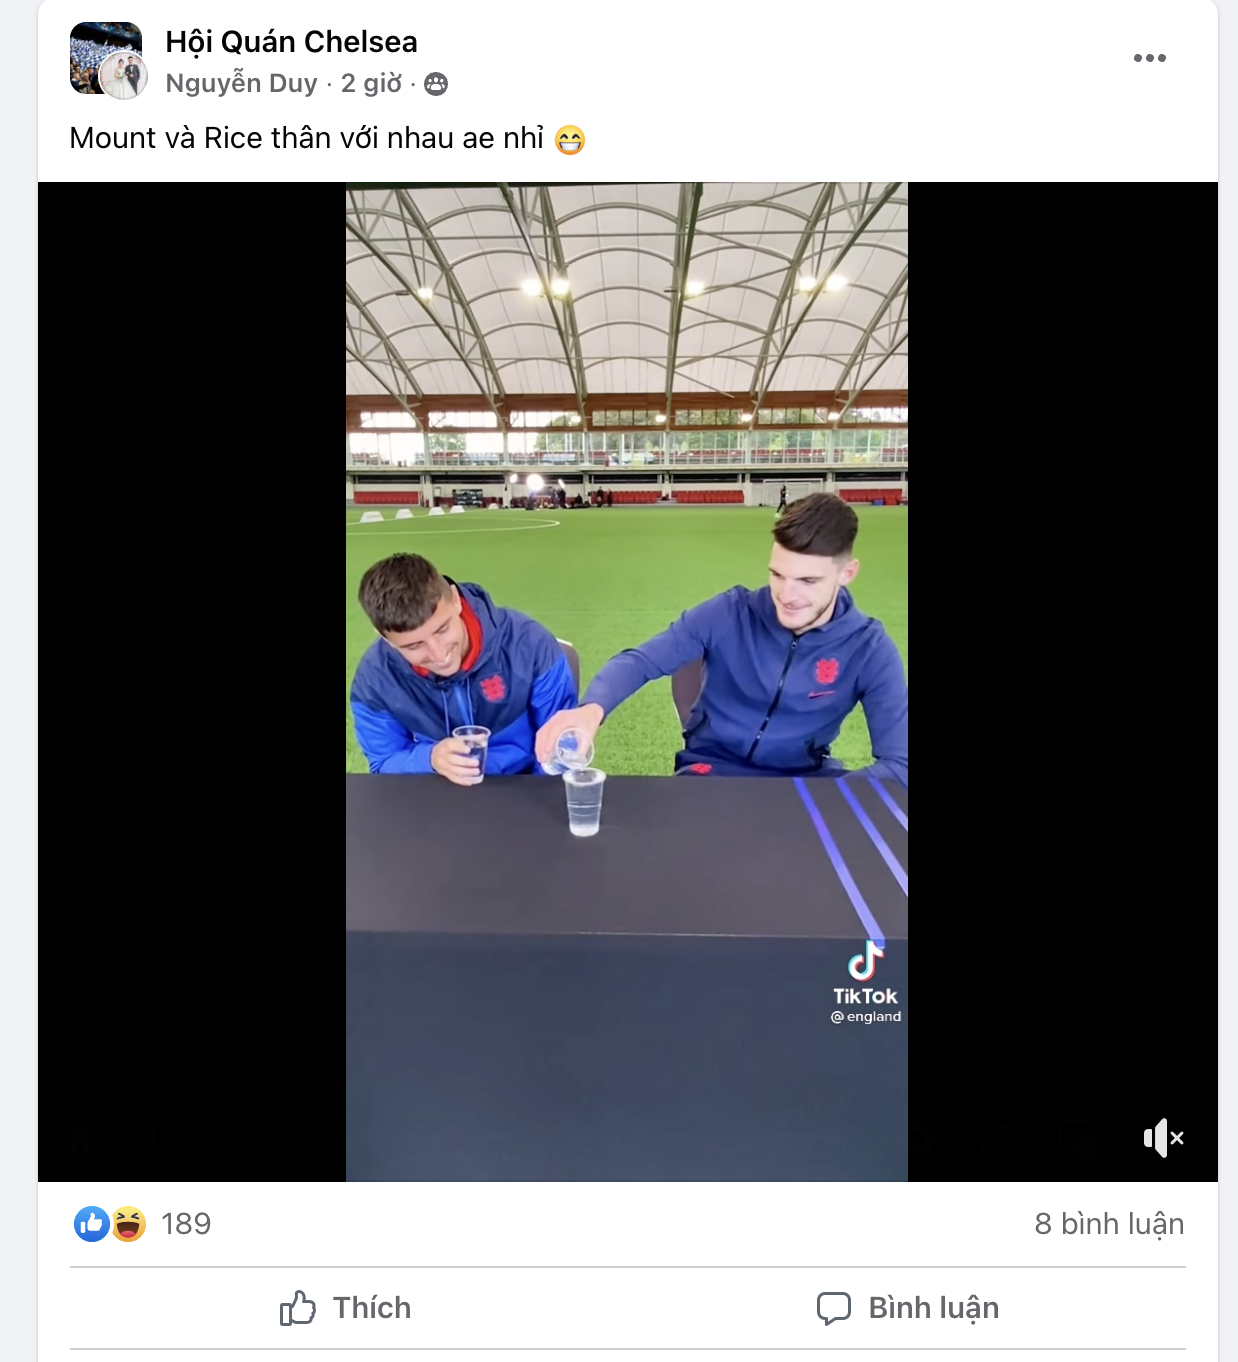 Hội Quán Chelsea
Nguyễn Duy · 2 giờ ·
Mount và Rice thân với nhau ae nhỉ 😁
TikTok
@england
189
8 bình luận
Thích
Bình luận